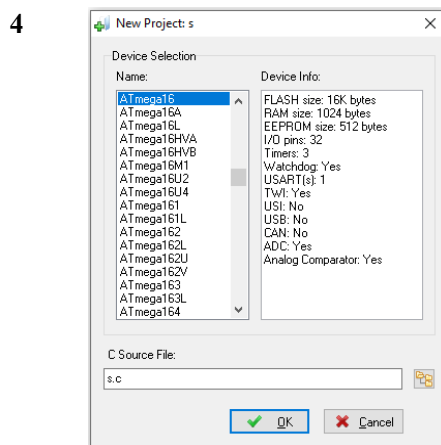 4
New Project: s
Device Selection
Name:
Device Info:
ATmega16
ATmega16A
ATmega16L
ATmega16HVA
ATmega16HVB
ATmega16M1
ATmega16U2
ATmega16U4
ATmega161
ATmega161L
ATmega162
ATmega162L
ATmega162U
ATmega162V
ATmega163
ATmega163L
ATmega164
FLASH size: 16K bytes
RAM size: 1024 bytes
EEPROM size: 512 bytes
I/O pins: 32
Timers: 3
Watchdog: Yes
USART(s): 1
TWI: Yes
USI: No
USB: No
CAN: No
ADC: Yes
Analog Comparator: Yes
C Source File:
s.c
OK
Cancel